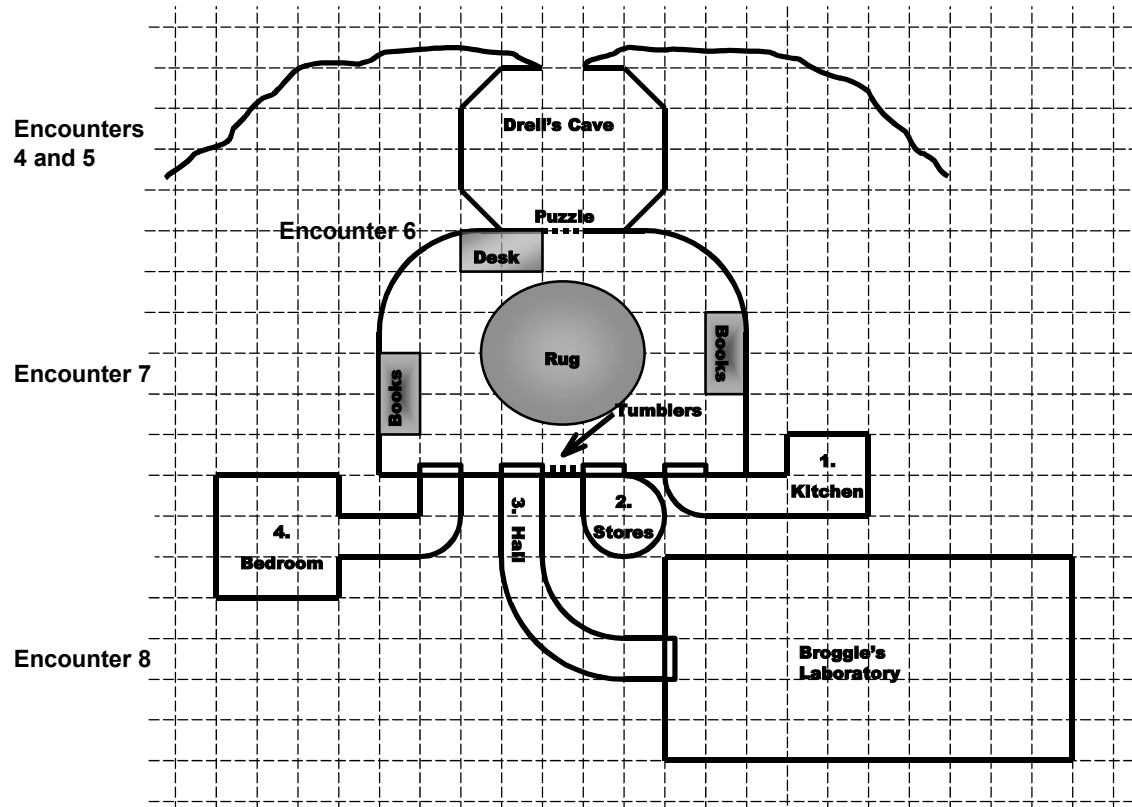 Encounters
4 and 5
Drell's Cave
Puzzle
Encounter 6
Desk
Books
Rug
Encounter 7
Books
Tumblers
1.
Kitchen
3. Hall
2.
Stores
4.
Bedroom
Encounter 8
Broggle's
Laboratory